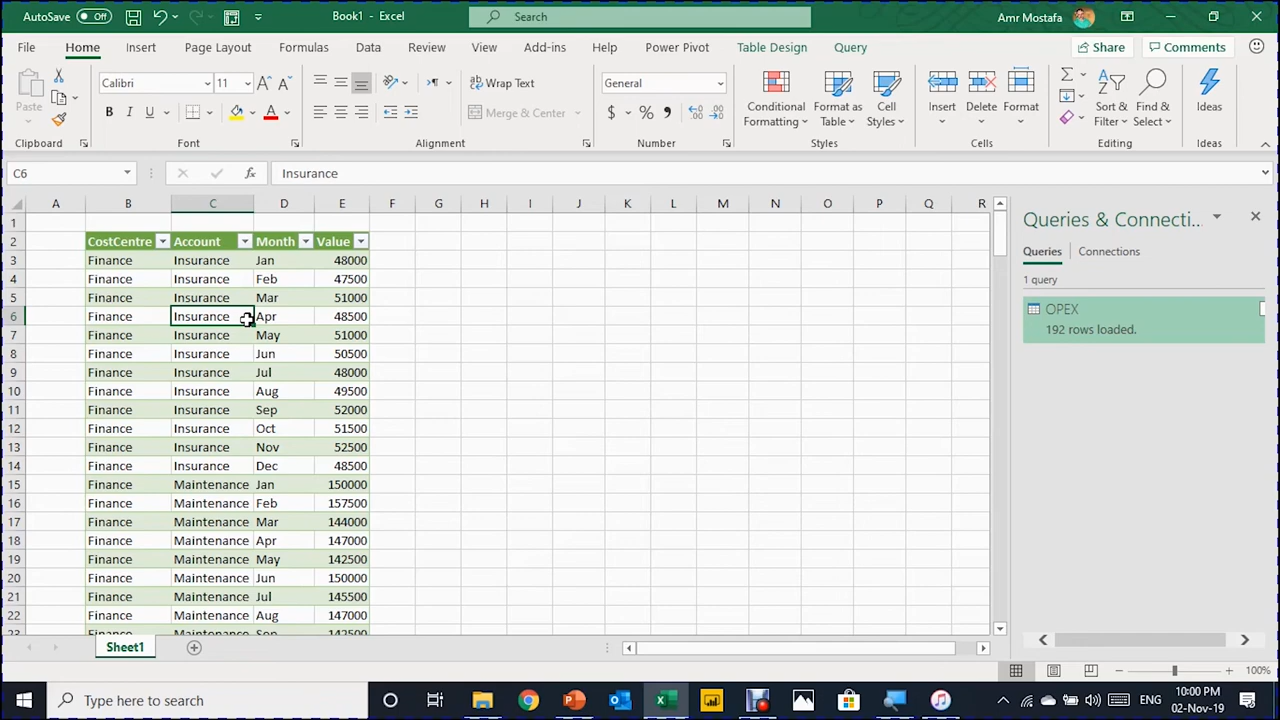 AutoSave Off Book1 - Excel Search Amr Mostafa
File Home Insert Page Layout Formulas Data Review View Add-ins Help Power Pivot Table Design Query Share Comments
Paste Calibri 11 Wrap Text General Conditional Formatting Format as Table Cell Styles Insert Delete Format Sort & Filter Find & Select Ideas
B I U Merge & Center $ %
Clipboard Font Alignment Number Styles Cells Editing Ideas
C6 fx Insurance
A B C D E F G H I J K L M N O P Q R
1
2 CostCentre Account Month Value
3 Finance Insurance Jan 48000
4 Finance Insurance Feb 47500
5 Finance Insurance Mar 51000
6 Finance Insurance Apr 48500
7 Finance Insurance May 51000
8 Finance Insurance Jun 50500
9 Finance Insurance Jul 48000
10 Finance Insurance Aug 49500
11 Finance Insurance Sep 52000
12 Finance Insurance Oct 51500
13 Finance Insurance Nov 52500
14 Finance Insurance Dec 48500
15 Finance Maintenance Jan 150000
16 Finance Maintenance Feb 157500
17 Finance Maintenance Mar 144000
18 Finance Maintenance Apr 147000
19 Finance Maintenance May 142500
20 Finance Maintenance Jun 150000
21 Finance Maintenance Jul 145500
22 Finance Maintenance Aug 147000
23 Finance Maintenance Sep 142500
Queries & Connecti...
Queries Connections
1 query
OPEX
192 rows loaded.
Sheet1
100%
Type here to search
ENG
10:00 PM
02-Nov-19